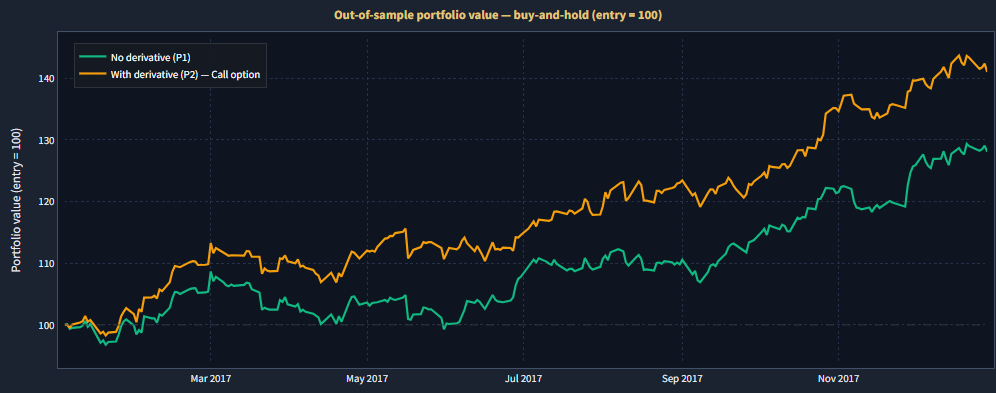 Out-of-sample portfolio value — buy-and-hold (entry = 100)
No derivative (P1)
With derivative (P2) — Call option
Portfolio value (entry = 100)
140
130
120
110
100
Mar 2017
May 2017
Jul 2017
Sep 2017
Nov 2017